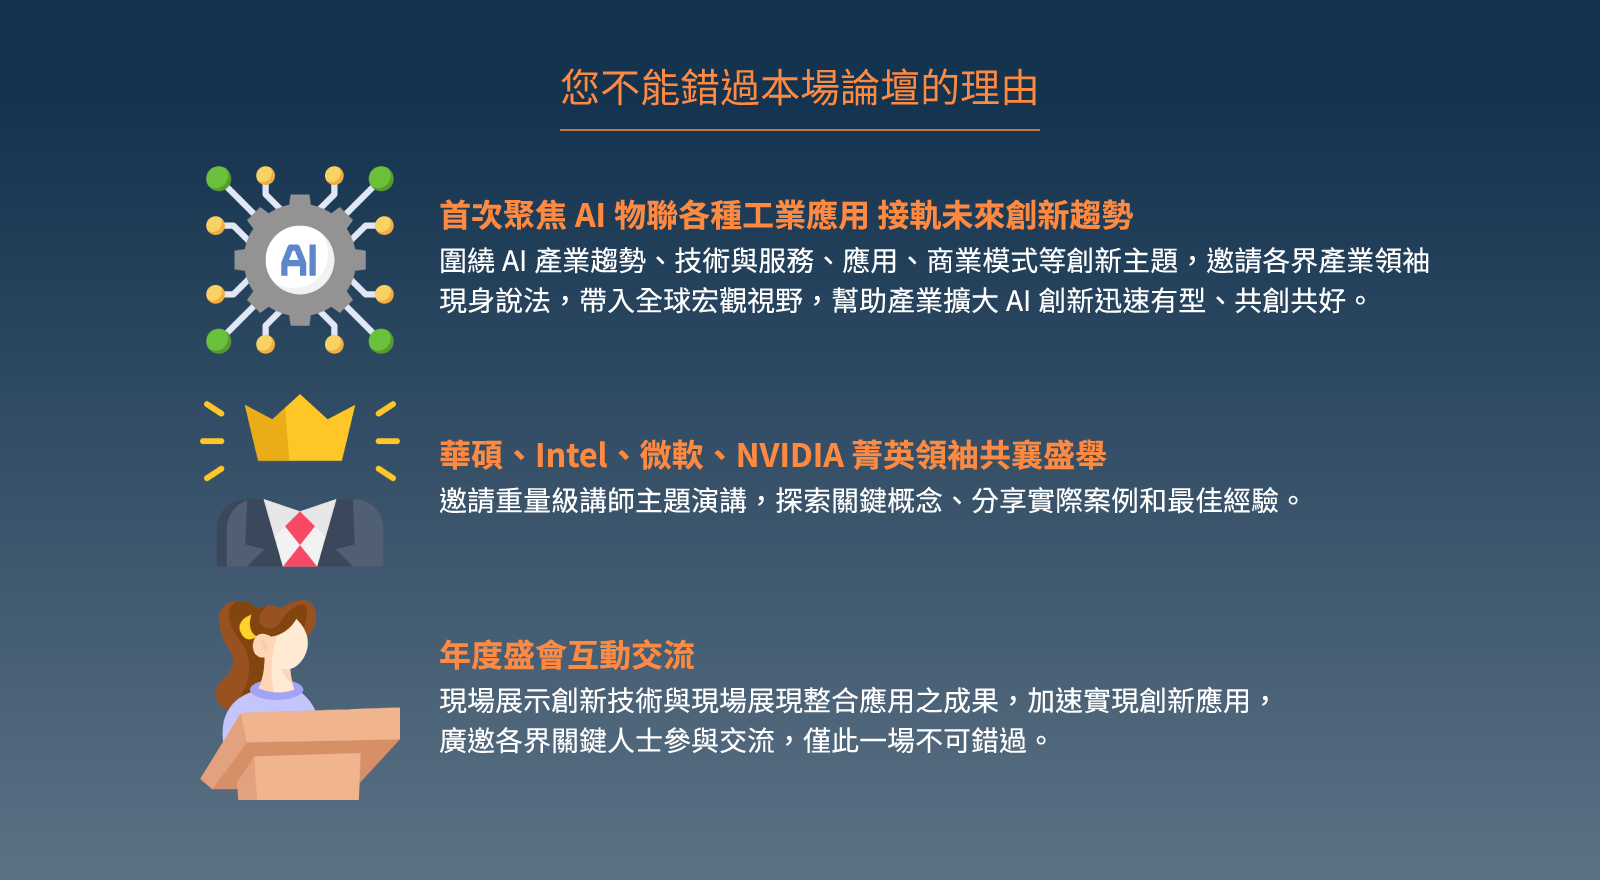 您不能錯過本場論壇的理由
AI
首次聚焦 AI 物聯各種工業應用 接軌未來創新趨勢
圍繞 AI 產業趨勢、技術與服務、應用、商業模式等創新主題，邀請各界產業領袖
現身說法，帶入全球宏觀視野，幫助產業擴大 AI 創新迅速有型、共創共好。
華碩、Intel、微軟、NVIDIA 菁英領袖共襄盛舉
邀請重量級講師主題演講，探索關鍵概念、分享實際案例和最佳經驗。
年度盛會互動交流
現場展示創新技術與現場展現整合應用之成果，加速實現創新應用，
廣邀各界關鍵人士參與交流，僅此一場不可錯過。